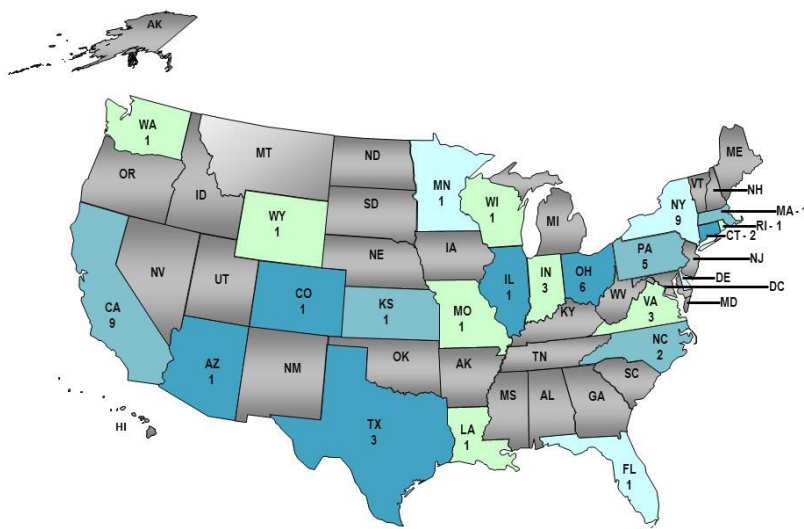 AK
WA
1
MT
ND
ME
OR
ID
MN
1
VT
NH
SD
WI
1
NY
9
MA - 1
WY
1
MI
RI - 1
CT - 2
IA
PA
5
NJ
NE
NV
UT
IL
1
IN
3
OH
6
DE
DC
CA
9
CO
1
KS
1
MO
1
WV
VA
3
MD
KY
NC
2
TN
AZ
1
NM
OK
AK
SC
MS
AL
GA
TX
3
LA
1
HI
FL
1